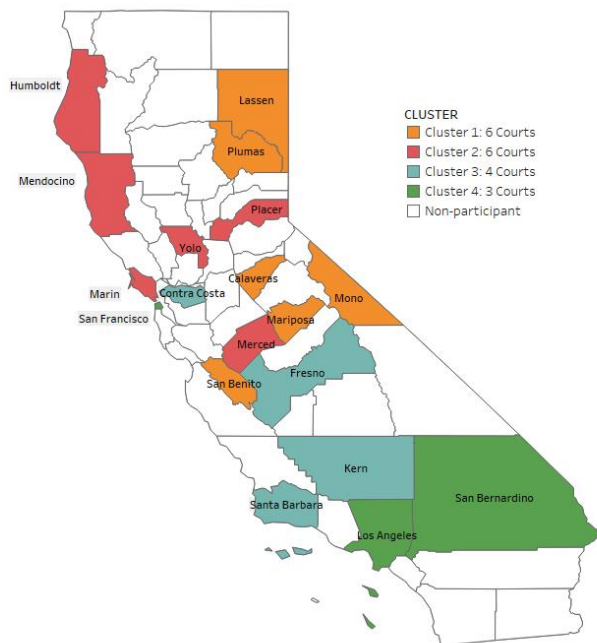 Humboldt
Lassen
CLUSTER
Cluster 1: 6 Courts
Cluster 2: 6 Courts
Cluster 3: 4 Courts
Cluster 4: 3 Courts
Non-participant
Plumas
Mendocino
Placer
Yolo
Calaveras
Marin
Contra Costa
Mono
San Francisco
Mariposa
Merced
Fresno
San Benito
Kern
San Bernardino
Santa Barbara
Los Angeles